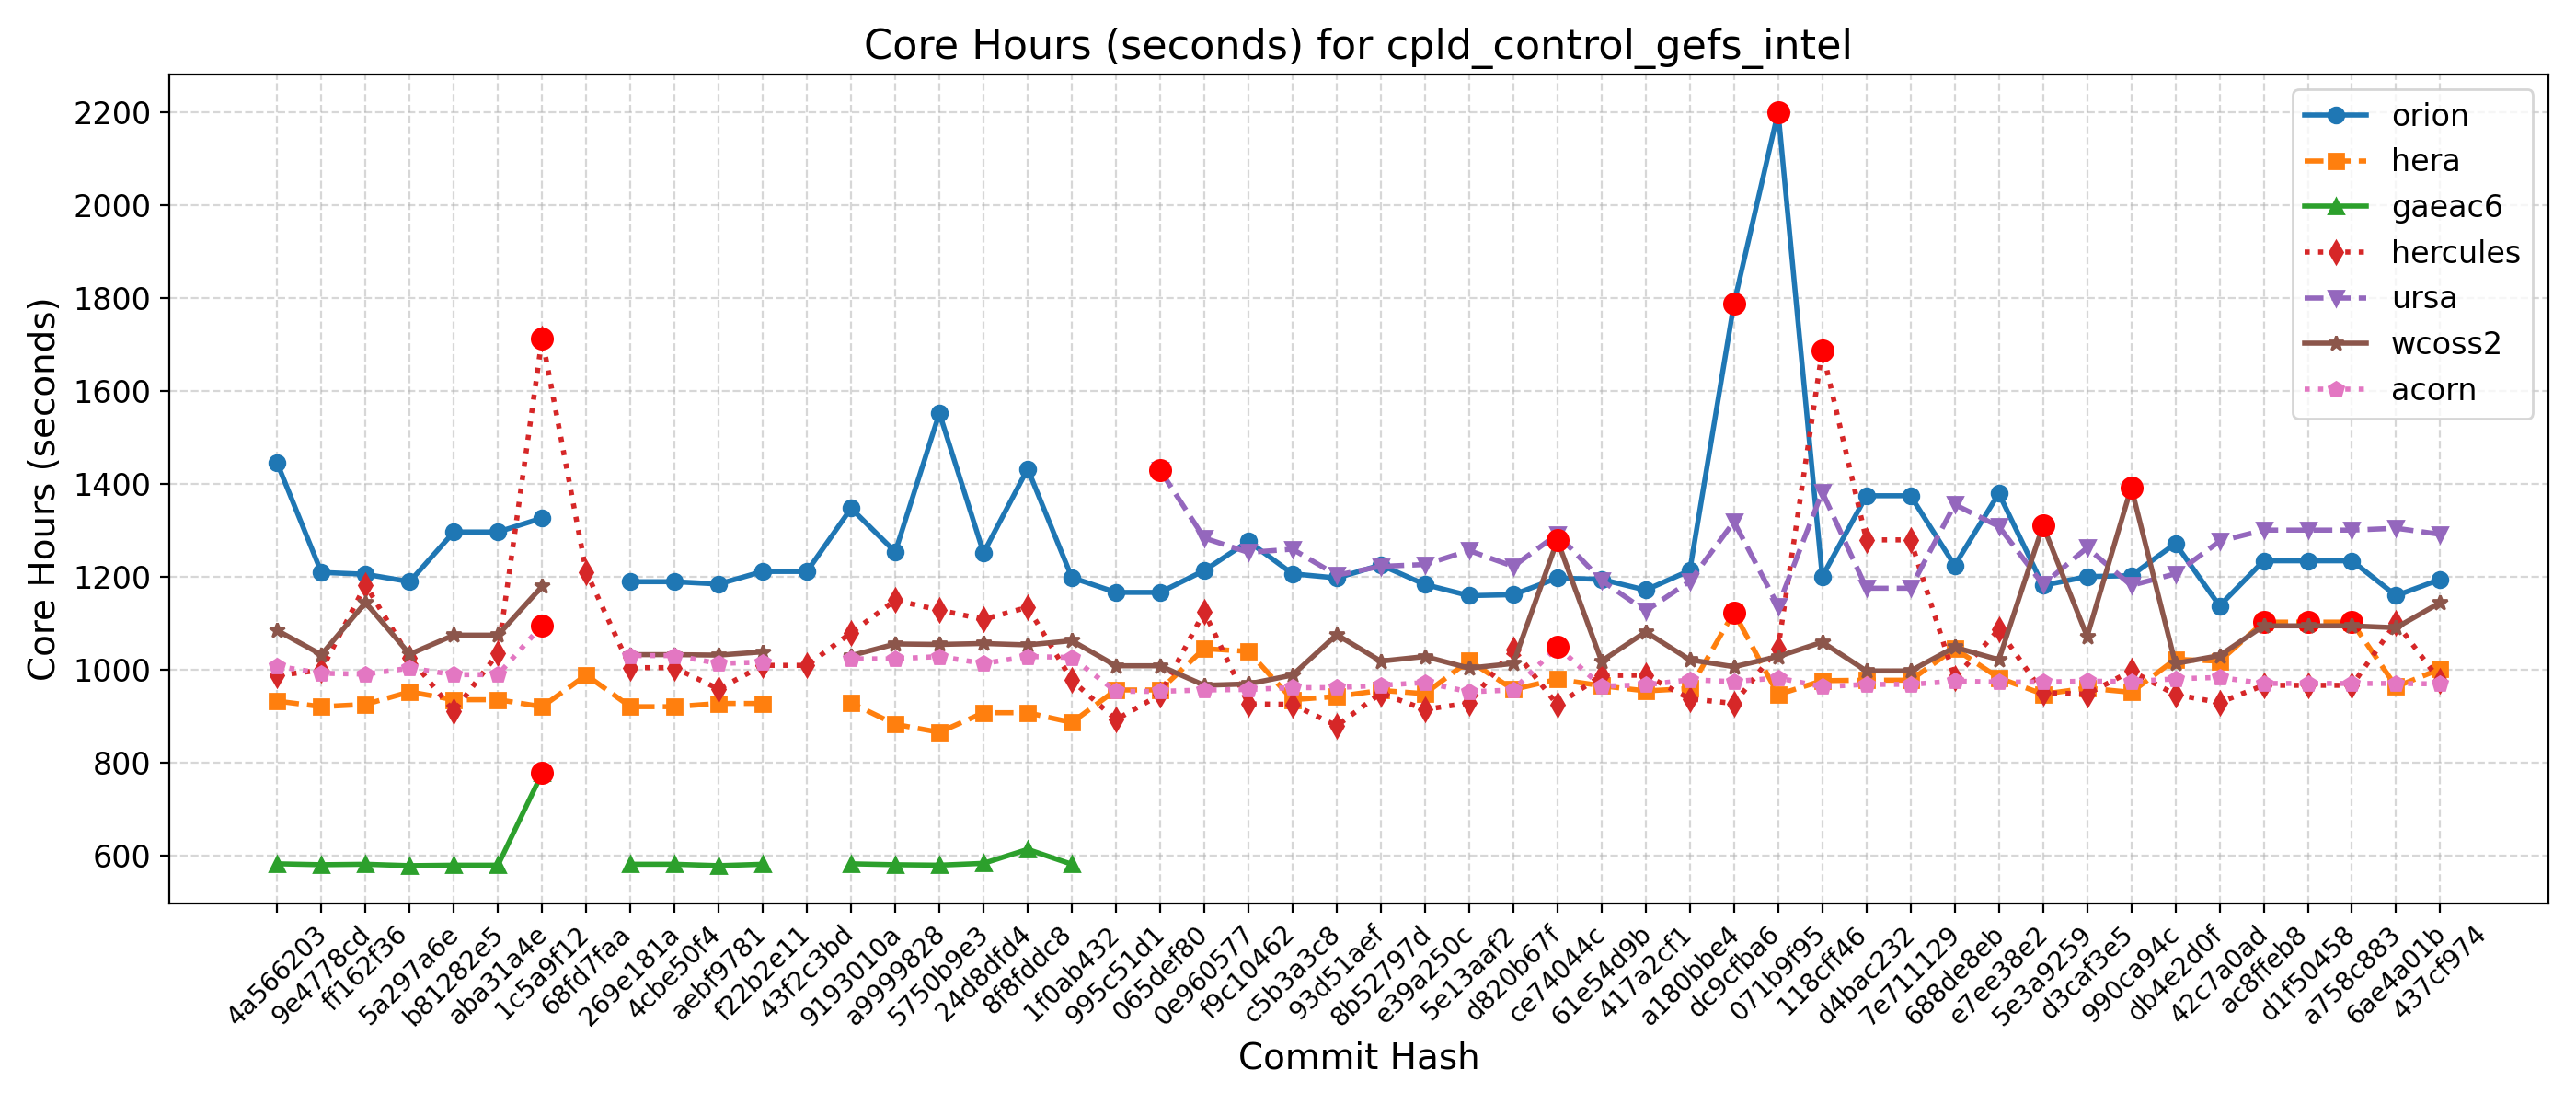 Core Hours (seconds) for cpld_control_gefs_intel
Core Hours (seconds)
2200
2000
1800
1600
1400
1200
1000
800
600
orion
hera
gaeac6
hercules
ursa
wcoss2
acorn
4a566203
9e4778cd
ff162f36
5a297a6e
b81282e5
aba31a4e
1c5a9f12
68fd7faa
269e181a
4cbe50f4
aebf9781
f22b2e11
43f2c3bd
9193010a
a9999828
5750b9e3
24d8dfd4
8f8fddc8
1f0ab432
995c51d1
065def80
0e960577
f9c10462
c5b3a3c8
93d51aef
8b52797d
e39a250c
5e13aaf2
d820b67f
ce74044c
61e54d9b
417a2cf1
a180bbe4
dc9cfba6
071b9f95
118cff46
d4bac232
7e711129
688de8eb
e7ee38e2
5e3a9259
d3caf3e5
990ca94c
db4e2d0f
42c7a0ad
ac8ffeb8
d1f50458
a758c883
6ae4a01b
437cf974
Commit Hash